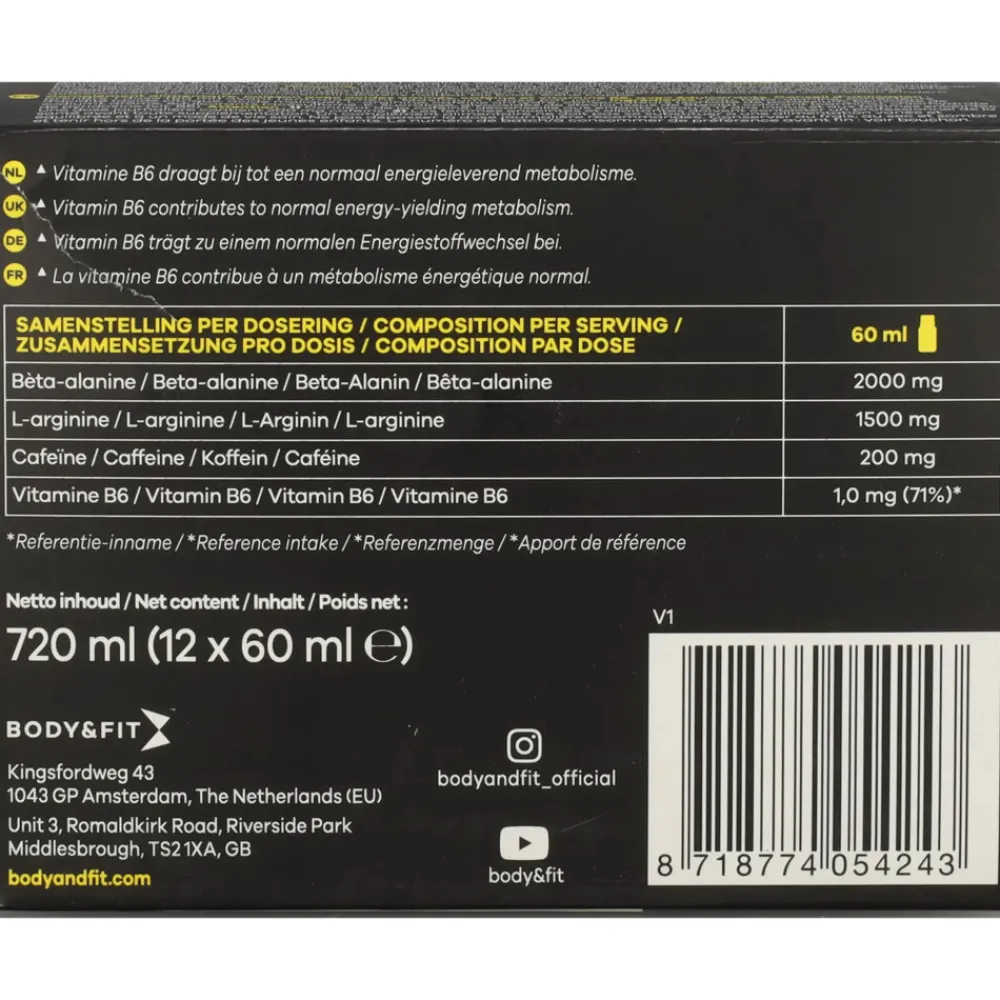 NL ▲ Vitamine B6 draagt bij tot een normaal energieleverend metabolisme.
UK ▲ Vitamin B6 contributes to normal energy-yielding metabolism.
DE ▲ Vitamin B6 trägt zu einem normalen Energiestoffwechsel bei.
FR ▲ La vitamine B6 contribue à un métabolisme énergétique normal.
SAMENSTELLING PER DOSERING / COMPOSITION PER SERVING /
ZUSAMMENSETZUNG PRO DOSIS / COMPOSITION PAR DOSE
60 ml
Bèta-alanine / Beta-alanine / Beta-Alanin / Bêta-alanine 2000 mg
L-arginine / L-arginine / L-Arginin / L-arginine 1500 mg
Cafeïne / Caffeine / Koffein / Caféine 200 mg
Vitamine B6 / Vitamin B6 / Vitamin B6 / Vitamine B6 1,0 mg (71%)*
*Referentie-inname / *Reference intake / *Referenzmenge / *Apport de référence
Netto inhoud / Net content / Inhalt / Poids net :
720 ml (12 x 60 ml ℮)
V1
BODY&FIT
Kingsfordweg 43
1043 GP Amsterdam, The Netherlands (EU)
Unit 3, Romaldkirk Road, Riverside Park
Middlesbrough, TS2 1XA, GB
bodyandfit.com
bodyandfit_official
body&fit
8 718774 054243